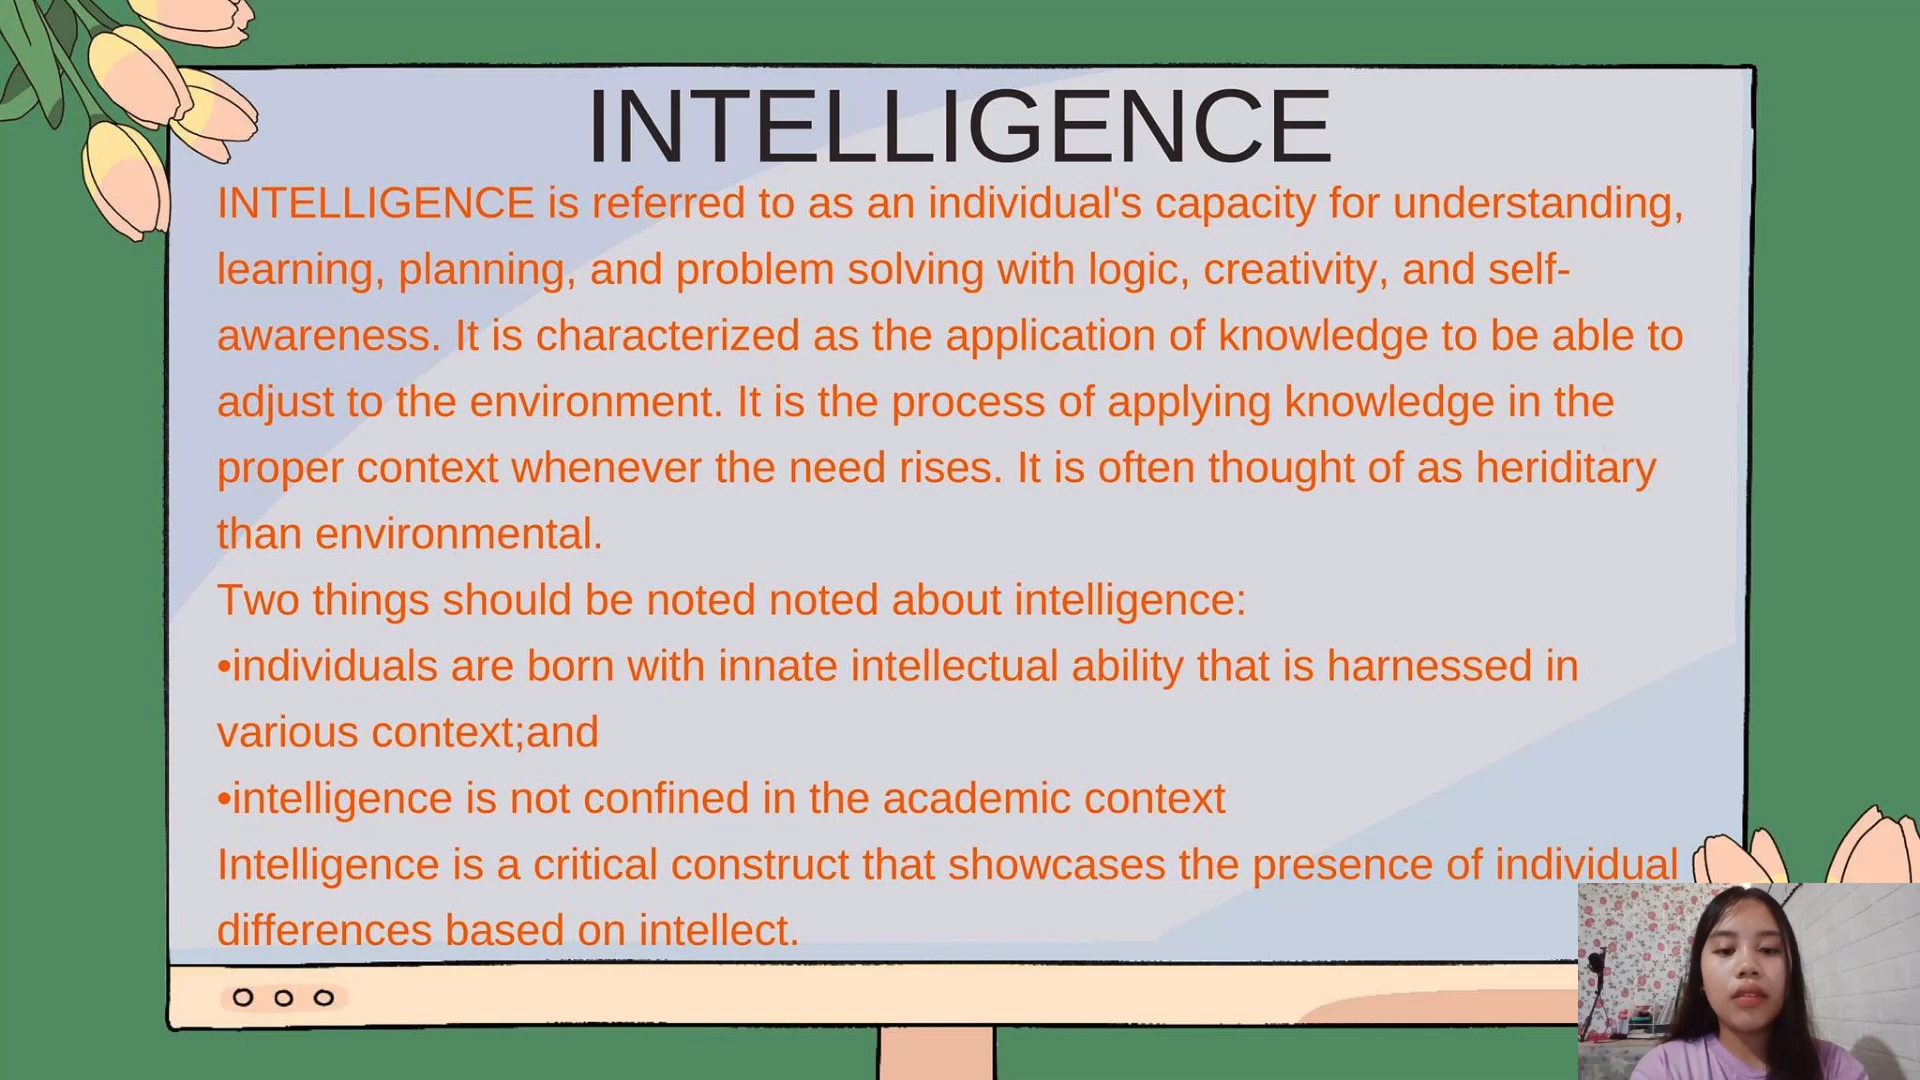 INTELLIGENCE
INTELLIGENCE is referred to as an individual's capacity for understanding,
learning, planning, and problem solving with logic, creativity, and self-
awareness. It is characterized as the application of knowledge to be able to
adjust to the environment. It is the process of applying knowledge in the
proper context whenever the need rises. It is often thought of as heriditary
than environmental.
Two things should be noted noted about intelligence:
•individuals are born with innate intellectual ability that is harnessed in
various context;and
•intelligence is not confined in the academic context
Intelligence is a critical construct that showcases the presence of individual
differences based on intellect.